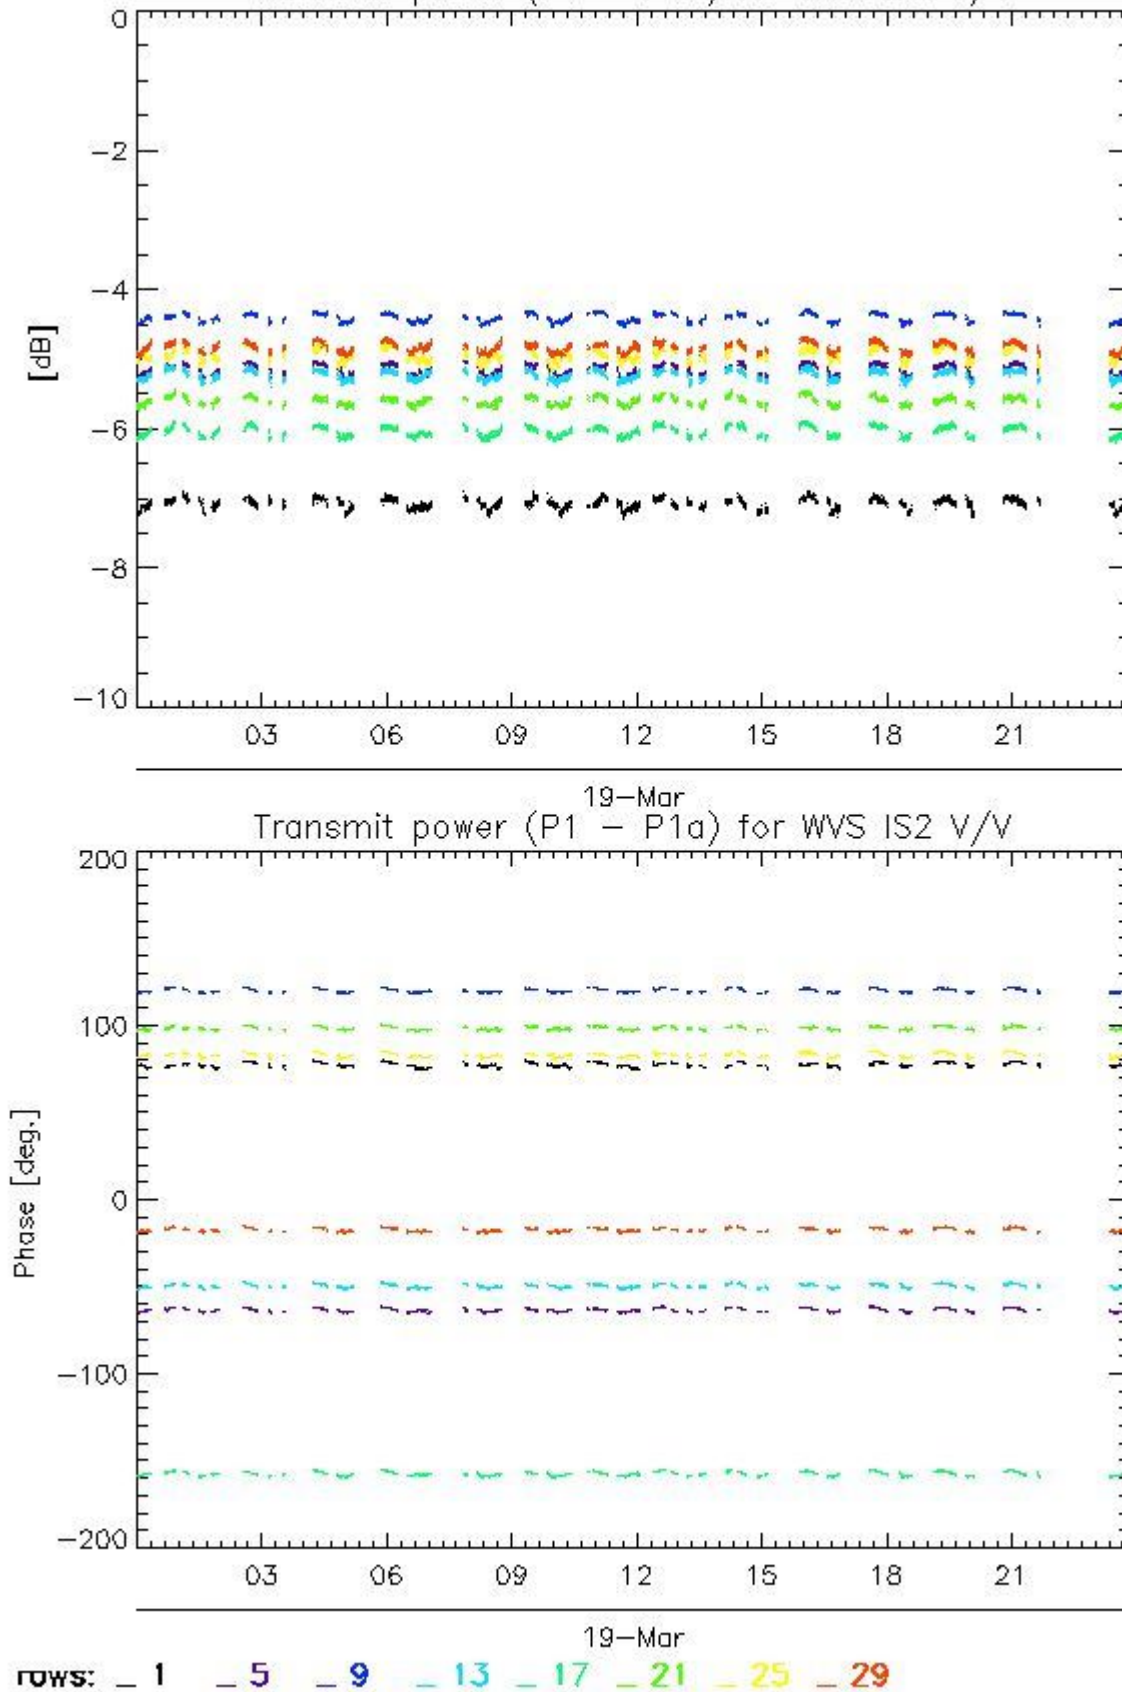 0
-2
-4
-6
-8
-10
[dB]
03 06 09 12 15 18 21
19-Mar
Transmit power (P1 - P1a) for WVS IS2 V/V
200
100
0
-100
-200
Phase [deg.]
03 06 09 12 15 18 21
19-Mar
rows: _ 1 _ 5 _ 9 _ 13 _ 17 _ 21 _ 25 _ 29